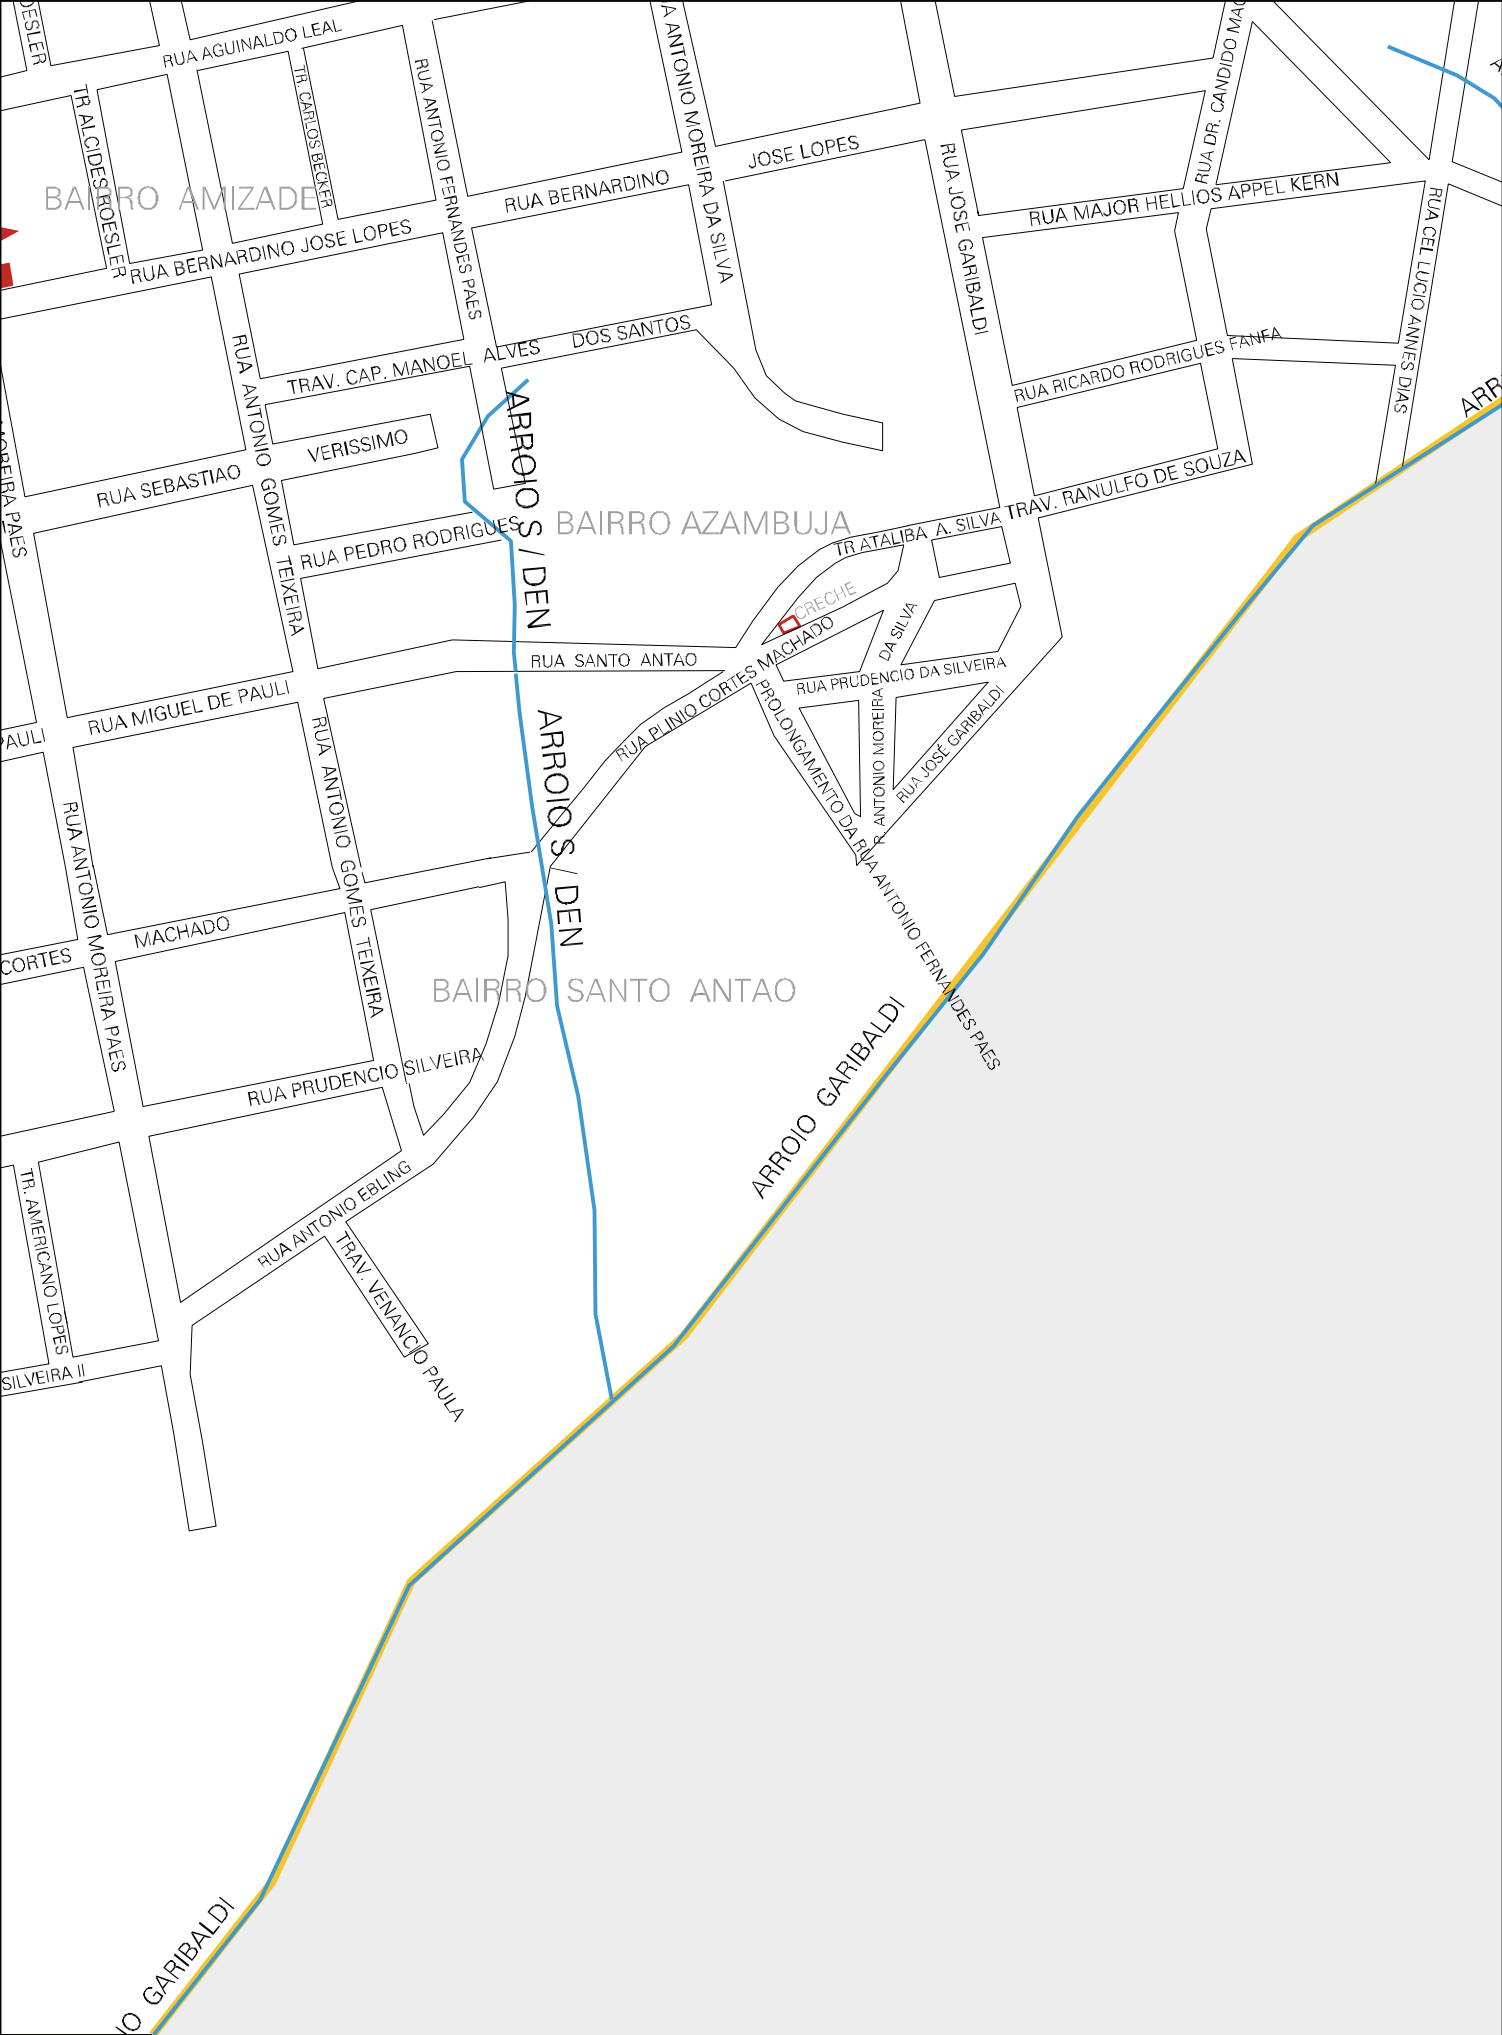 RUA AGUINALDO LEAL
TR. CARLOS BECKER
TR ALCIDES ROESLER
BAIRRO AMIZADE
RUA ANTONIO FERNANDES PAES
ANTONIO MOREIRA DA SILVA
RUA BERNARDINO JOSE LOPES
RUA BERNARDINO
JOSE LOPES
RUA JOSE GARIBALDI
RUA DR. CANDIDO
RUA MAJOR HELLIOS APPEL KERN
RUA CEL LUCIO ANNES DIAS
RUA RICARDO RODRIGUES FANFA
TRAV. CAP. MANOEL ALVES DOS SANTOS
RUA ANTONIO GOMES TEIXEIRA
RUA SEBASTIAO VERISSIMO
MOREIRA PAES
RUA PEDRO RODRIGUES
ARROIO S / DEN
BAIRRO AZAMBUJA
TR ATALIBA A. SILVA
TRAV. RANULFO DE SOUZA
CRECHE
RUA PLINIO CORTES MACHADO
DA SILVA
RUA SANTO ANTAO
RUA PRUDENCIO DA SILVEIRA
R. ANTONIO MOREIRA
RUA JOSÉ GARIBALDI
PROLONGAMENTO DA RUA ANTONIO FERNANDES PAES
RUA MIGUEL DE PAULI
PAULI
RUA ANTONIO GOMES TEIXEIRA
ARROIO S / DEN
RUA ANTONIO MOREIRA PAES
CORTES MACHADO
BAIRRO SANTO ANTAO
ARROIO GARIBALDI
RUA PRUDENCIO SILVEIRA
RUA ANTONIO EBLING
TR. AMERICANO LOPES
TRAV. VENANCIO PAULA
SILVEIRA II
GARIBALDI